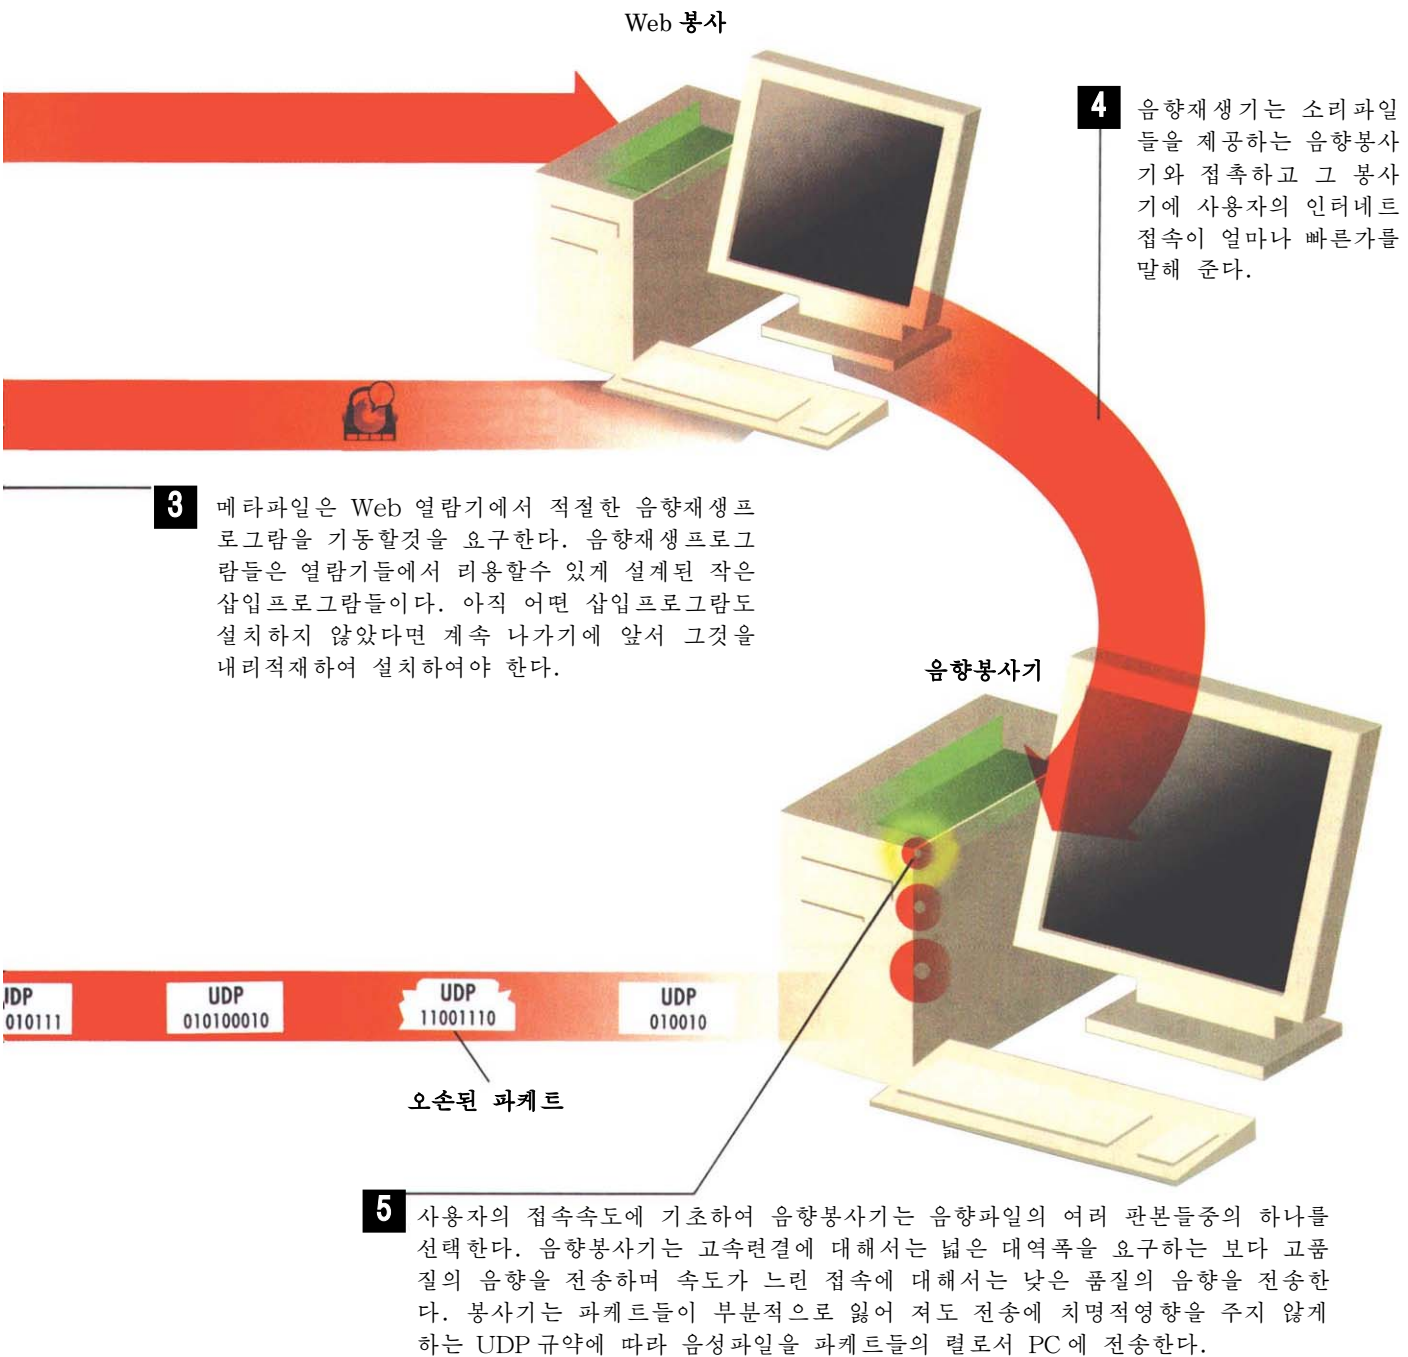 Web 봉사
4 음향재생기는 소리파일
들을 제공하는 음향봉사
기와 접촉하고 그 봉사
기에 사용자의 인터네트
접속이 얼마나 빠른가를
말해 준다.
3 메타파일은 Web 열람기에서 적절한 음향재생프
로그람을 기동할것을 요구한다. 음향재생프로그
람들은 열람기들에서 리용할수 있게 설계된 작은
삽입프로그람들이다. 아직 어떤 삽입프로그람도
설치하지 않았다면 계속 나가기에 앞서 그것을
내리적재하여 설치하여야 한다.
음향봉사기
UDP
010100010
UDP
11001110
UDP
010010
010111
오손된 파케트
5 사용자의 접속속도에 기초하여 음향봉사기는 음향파일의 여러 판본들중의 하나를
선택한다. 음향봉사기는 고속련결에 대해서는 넓은 대역폭을 요구하는 보다 고품
질의 음향을 전송하며 속도가 느린 접속에 대해서는 낮은 품질의 음향을 전송한
다. 봉사기는 파케트들이 부분적으로 잃어 져도 전송에 치명적영향을 주지 않게
하는 UDP 규약에 따라 음성파일을 파케트들의 렬로서 PC 에 전송한다.